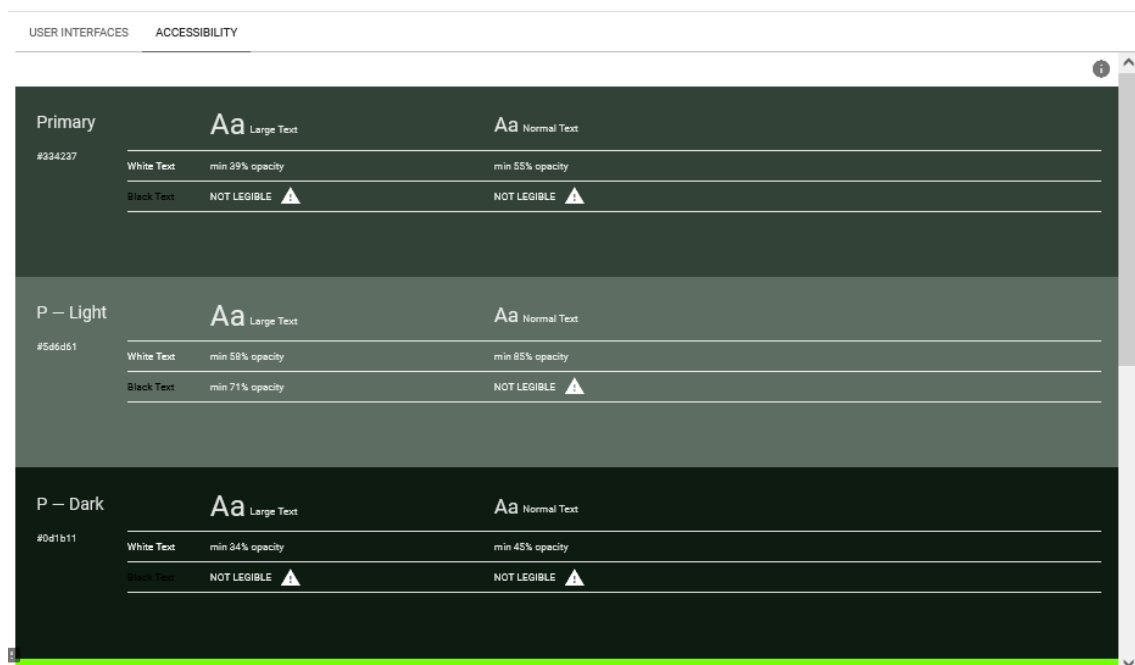 USER INTERFACES ACCESSIBILITY
Primary Aa Large Text Aa Normal Text
#334237
White Text min 39% opacity min 55% opacity
Black Text NOT LEGIBLE NOT LEGIBLE
P — Light Aa Large Text Aa Normal Text
#5d6d61
White Text min 58% opacity min 85% opacity
Black Text min 71% opacity NOT LEGIBLE
P — Dark Aa Large Text Aa Normal Text
#0d1b11
White Text min 34% opacity min 45% opacity
Black Text NOT LEGIBLE NOT LEGIBLE